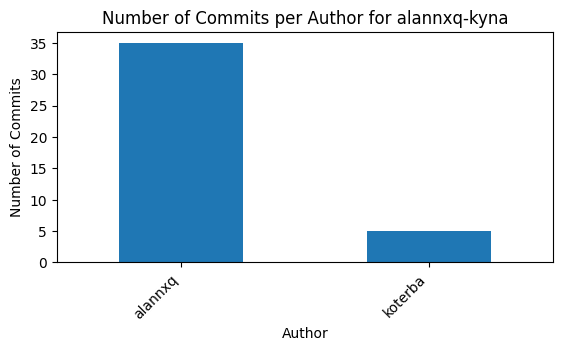 Number of Commits per Author for alannxq-kyna
Number of Commits
35
30
25
20
15
10
5
0
alannxq
koterba
Author